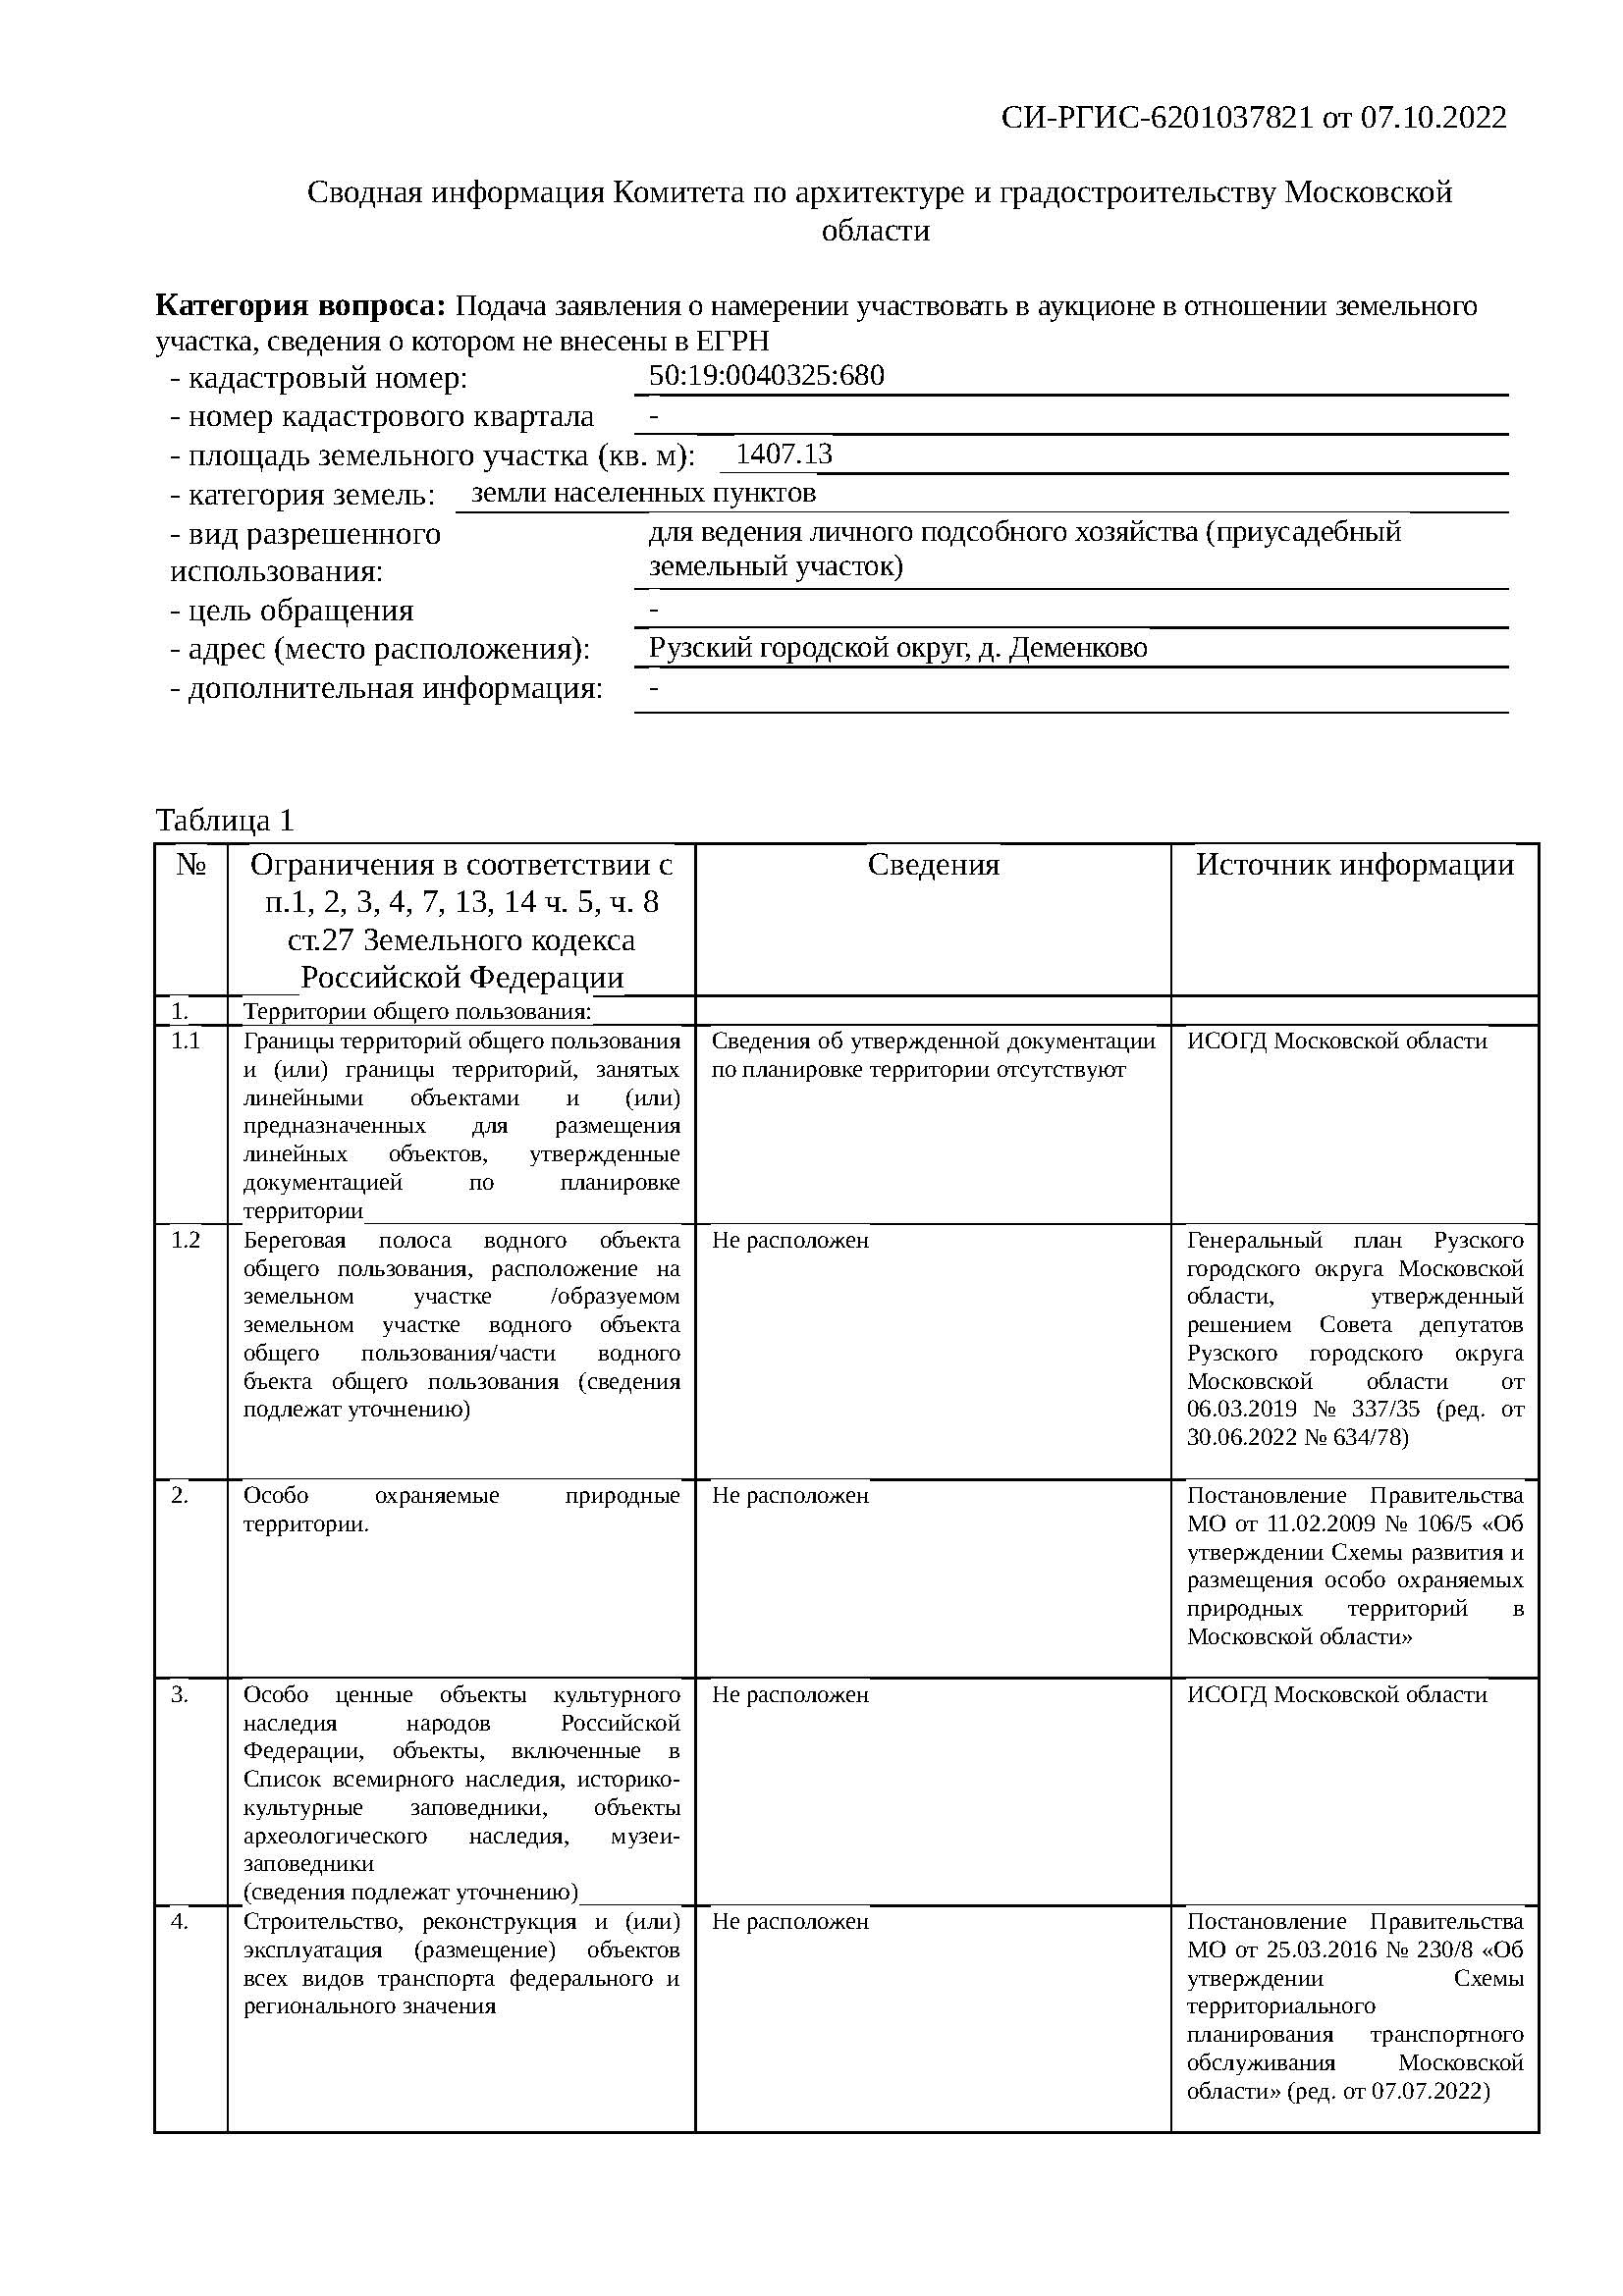 СИ-РГИС-6201037821 от 07.10.2022
Сводная информация Комитета по архитектуре и градостроительству Московской
области
Категория вопроса: Подача заявления о намерении участвовать в аукционе в отношении земельного
участка, сведения о котором не внесены в ЕГРН
- кадастровый номер: 50:19:0040325:680
- номер кадастрового квартала -
- площадь земельного участка (кв. м): 1407.13
- категория земель: земли населенных пунктов
- вид разрешенного
использования:
для ведения личного подсобного хозяйства (приусадебный
земельный участок)
- цель обращения -
- адрес (место расположения): Рузский городской округ, д. Деменково
- дополнительная информация: -
Таблица 1
№
Ограничения в соответствии с
п.1, 2, 3, 4, 7, 13, 14 ч. 5, ч. 8
ст.27 Земельного кодекса
Российской Федерации
Сведения
Источник информации
1.
Территории общего пользования:
1.1
Границы территорий общего пользования
и (или) границы территорий, занятых
линейными объектами и (или)
предназначенных для размещения
линейных объектов, утвержденные
документацией по планировке
территории
Сведения об утвержденной документации
по планировке территории отсутствуют
ИСОГД Московской области
1.2
Береговая полоса водного объекта
общего пользования, расположение на
земельном участке /образуемом
земельном участке водного объекта
общего пользования/части водного
бъекта общего пользования (сведения
подлежат уточнению)
Не расположен
Генеральный план Рузского
городского округа Московской
области, утвержденный
решением Совета депутатов
Рузского городского округа
Московской области от
06.03.2019 № 337/35 (ред. от
30.06.2022 № 634/78)
2.
Особо охраняемые природные
территории.
Не расположен
Постановление Правительства
МО от 11.02.2009 № 106/5 «Об
утверждении Схемы развития и
размещения особо охраняемых
природных территорий в
Московской области»
3.
Особо ценные объекты культурного
наследия народов Российской
Федерации, объекты, включенные в
Список всемирного наследия, историко-
культурные заповедники, объекты
археологического наследия, музеи-
заповедники
(сведения подлежат уточнению)
Не расположен
ИСОГД Московской области
4.
Строительство, реконструкция и (или)
эксплуатация (размещение) объектов
всех видов транспорта федерального и
регионального значения
Не расположен
Постановление Правительства
МО от 25.03.2016 № 230/8 «Об
утверждении Схемы
территориального
планирования транспортного
обслуживания Московской
области» (ред. от 07.07.2022)